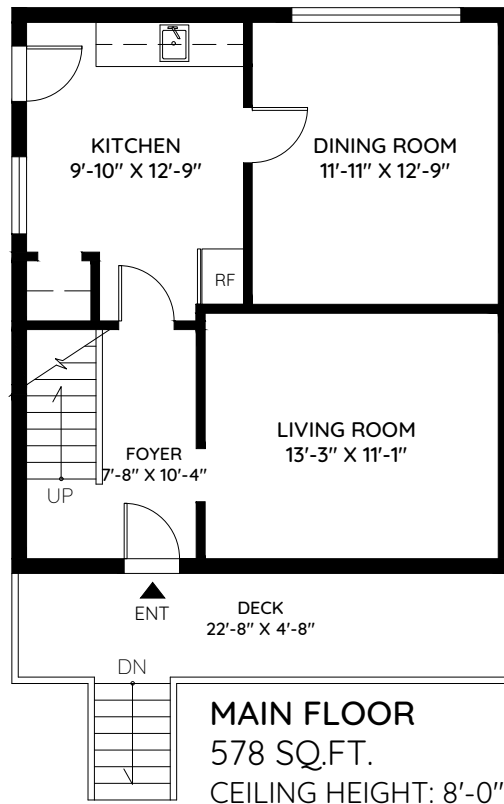 KITCHEN
9'-10" X 12'-9"
DINING ROOM
11'-11" X 12'-9"
RF
LIVING ROOM
13'-3" X 11'-1"
FOYER
7'-8" X 10'-4"
UP
ENT
DECK
22'-8" X 4'-8"
DN
MAIN FLOOR
578 SQ.FT.
CEILING HEIGHT: 8'-0"